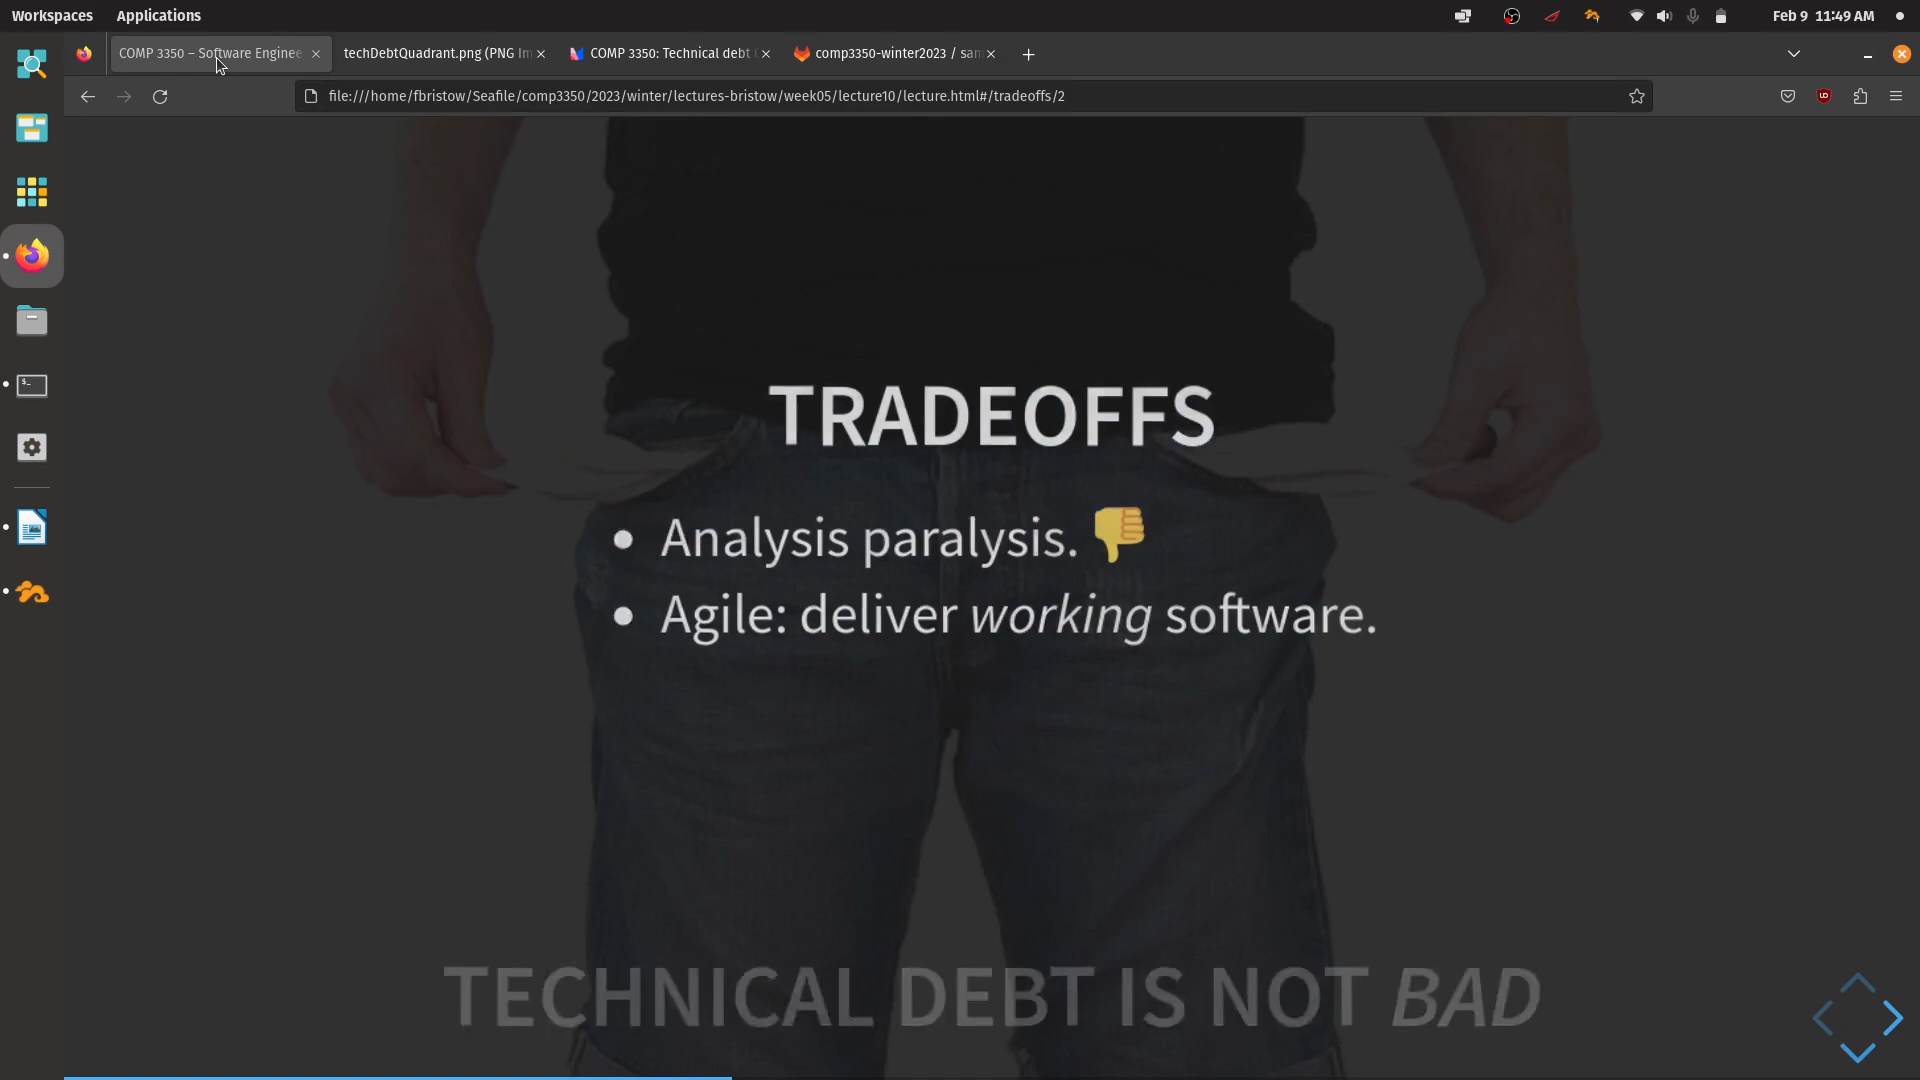 Workspaces Applications Feb 9 11:49 AM
COMP 3350 – Software Enginee techDebtQuadrant.png (PNG Im COMP 3350: Technical debt comp3350-winter2023 / sam
file:///home/fbristow/Seafile/comp3350/2023/winter/lectures-bristow/week05/lecture10/lecture.html#/tradeoffs/2
TRADEOFFS
Analysis paralysis. 👎
Agile: deliver working software.
TECHNICAL DEBT IS NOT BAD